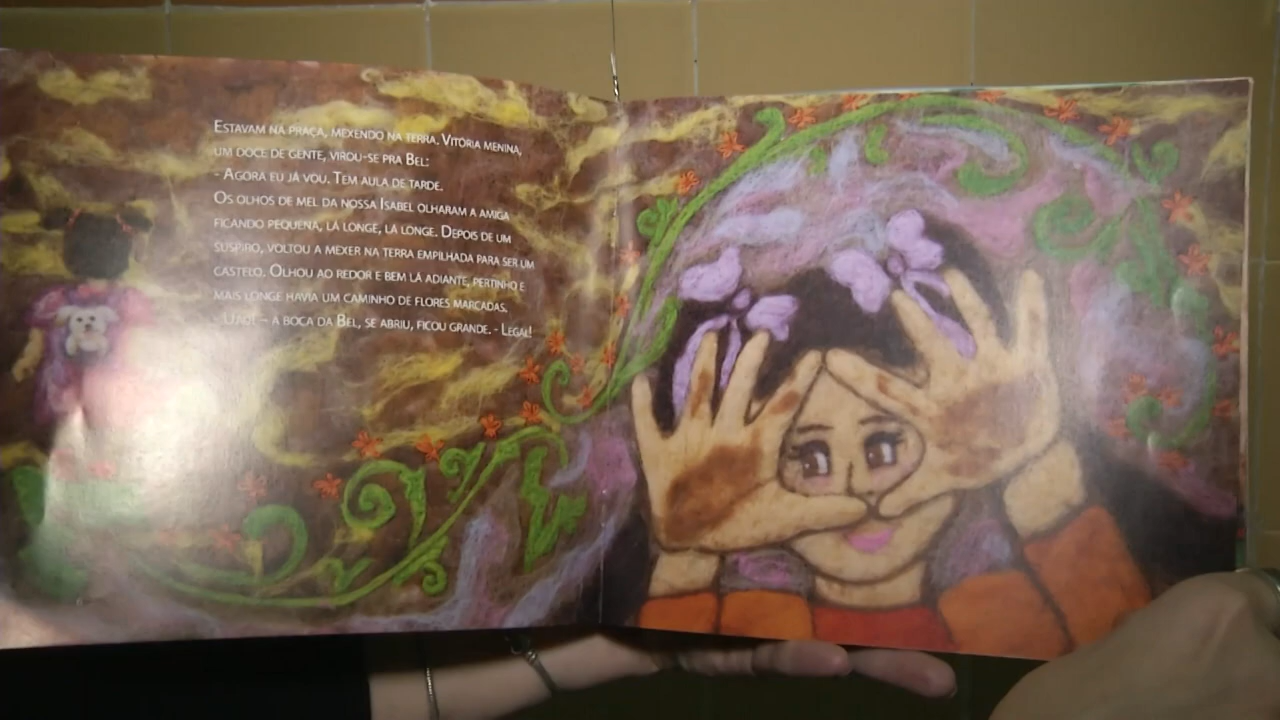 Estavam na praça, mexendo na terra. Vitória menina,
um doce de gente, virou-se pra Bel:
- Agora eu já vou. Tem aula de tarde.
Os olhos de mel da nossa Isabel olharam a amiga
ficando pequena, lá longe, lá longe. Depois de um
suspiro, voltou a mexer na terra empilhada para ser um
castelo. Olhou ao redor e bem lá adiante, pertinho e
mais longe havia um caminho de flores marcadas.
– a boca da Bel, se abriu, ficou grande. - Legal!